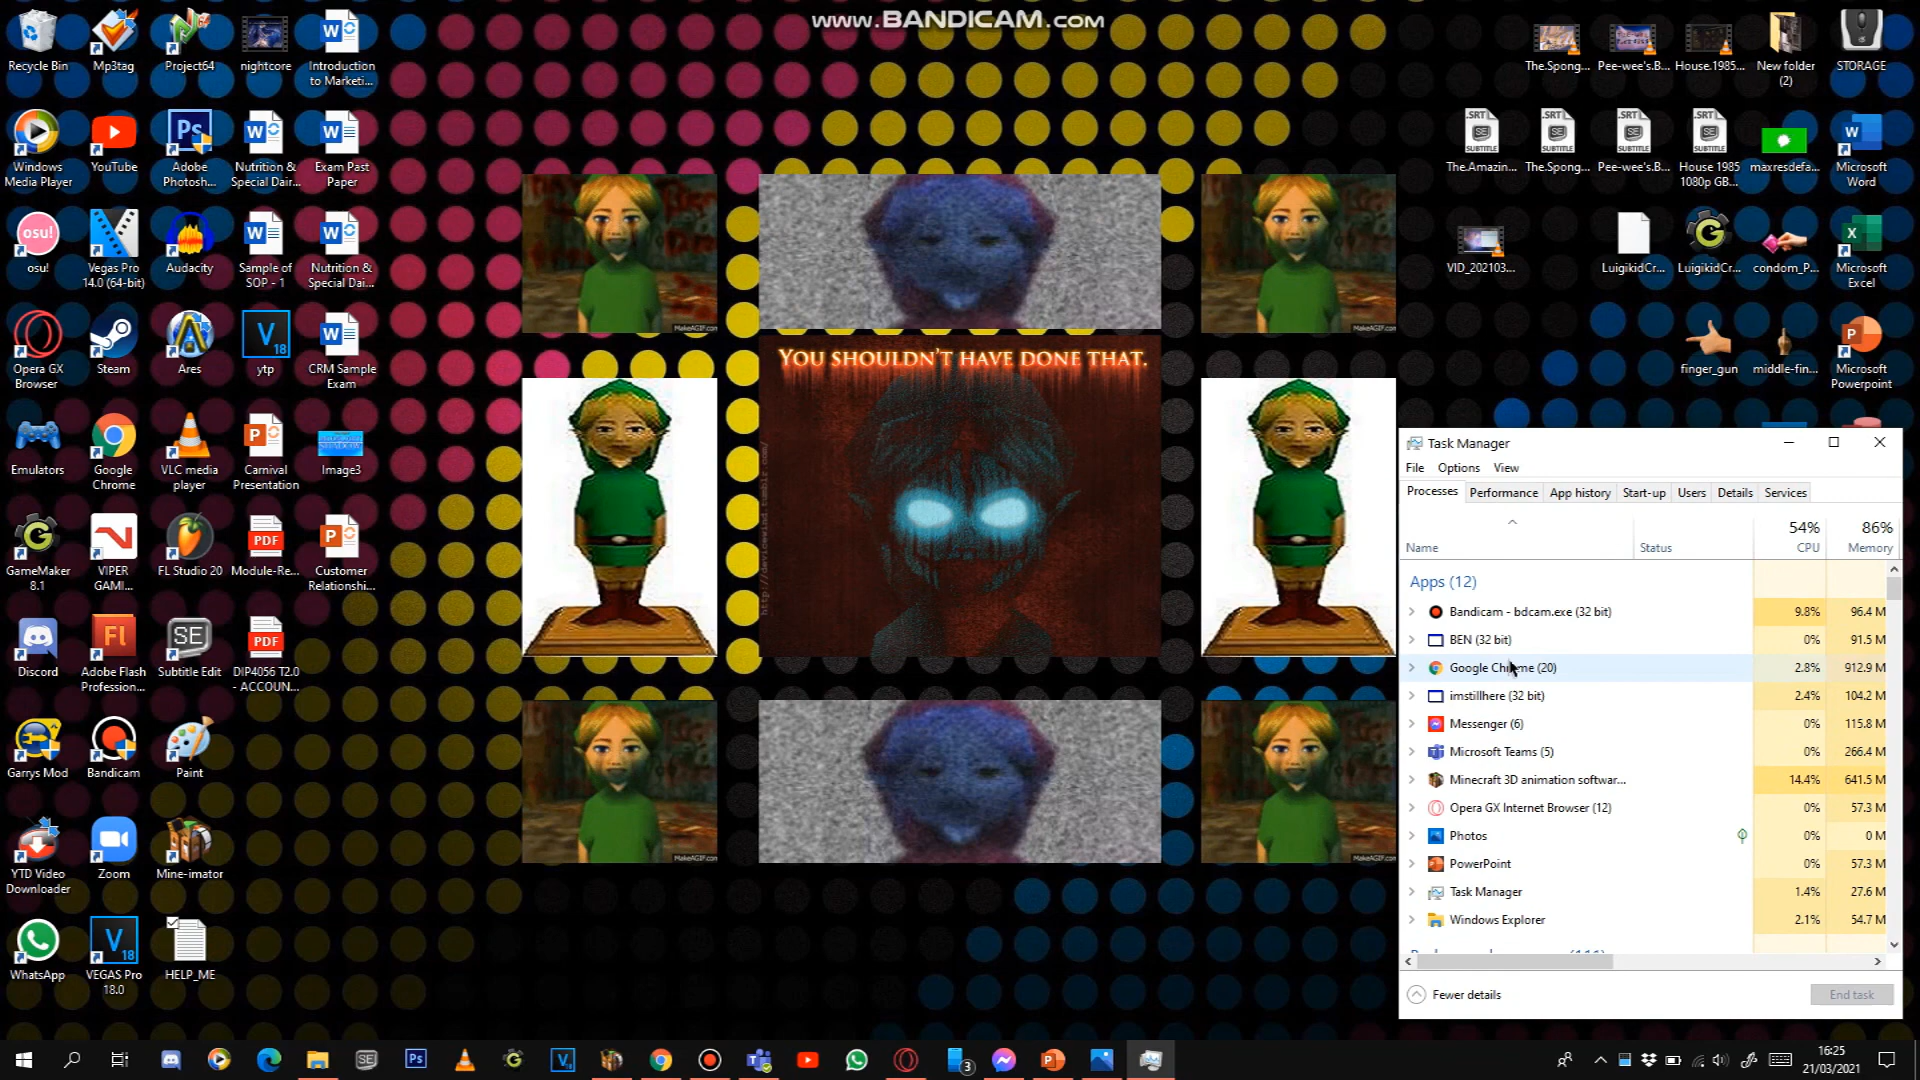 www.BANDICAM.com
Recycle Bin
Mp3tag
Project64
nightcore
Introduction
to Marketi...
Windows
Media Player
YouTube
Adobe
Photosh...
Nutrition &
Special Dair...
Exam Past
Paper
osu!
osu!
Vegas Pro
14.0 (64-bit)
Audacity
Sample of
SOP - 1
Nutrition &
Special Dai...
Opera GX
Browser
Steam
Ares
ytp
CRM Sample
Exam
Emulators
Google
Chrome
VLC media
player
Carnival
Presentation
Image3
GameMaker
8.1
VIPER
GAMI...
FL Studio 20
Module-Re...
Customer
Relationshi...
Discord
Adobe Flash
Profession...
Subtitle Edit
DIP4056 T2.0
- ACCOUN...
Garrys Mod
Bandicam
Paint
YTD Video
Downloader
Zoom
Mine-imator
WhatsApp
VEGAS Pro
18.0
HELP_ME
YOU SHOULDN'T HAVE DONE THAT.
MakeAGIF.com
MakeAGIF.com
MakeAGIF.com
MakeAGIF.com
The.Spong...
Pee-wee's.B...
House.1985...
New folder
(2)
STORAGE
The.Amazin...
The.Spong...
Pee-wee's.B...
House 1985
1080p GB...
maxresdefa...
Microsoft
Word
VID_202103...
LuigikidCr...
LuigikidCr...
condom_P...
Microsoft
Excel
finger_gun
middle-fin...
Microsoft
Powerpoint
Task Manager
File Options View
Processes Performance App history Start-up Users Details Services
54% 86%
Name Status CPU Memory
Apps (12)
Bandicam - bdcam.exe (32 bit) 9.8% 96.4 M
BEN (32 bit) 0% 91.5 M
Google Chrome (20) 2.8% 912.9 M
imstillhere (32 bit) 2.4% 104.2 M
Messenger (6) 0% 115.8 M
Microsoft Teams (5) 0% 266.4 M
Minecraft 3D animation softwar... 14.4% 641.5 M
Opera GX Internet Browser (12) 0% 57.3 M
Photos 0% 0 M
PowerPoint 0% 57.3 M
Task Manager 1.4% 27.6 M
Windows Explorer 2.1% 54.7 M
Fewer details
End task
16:25
21/03/2021